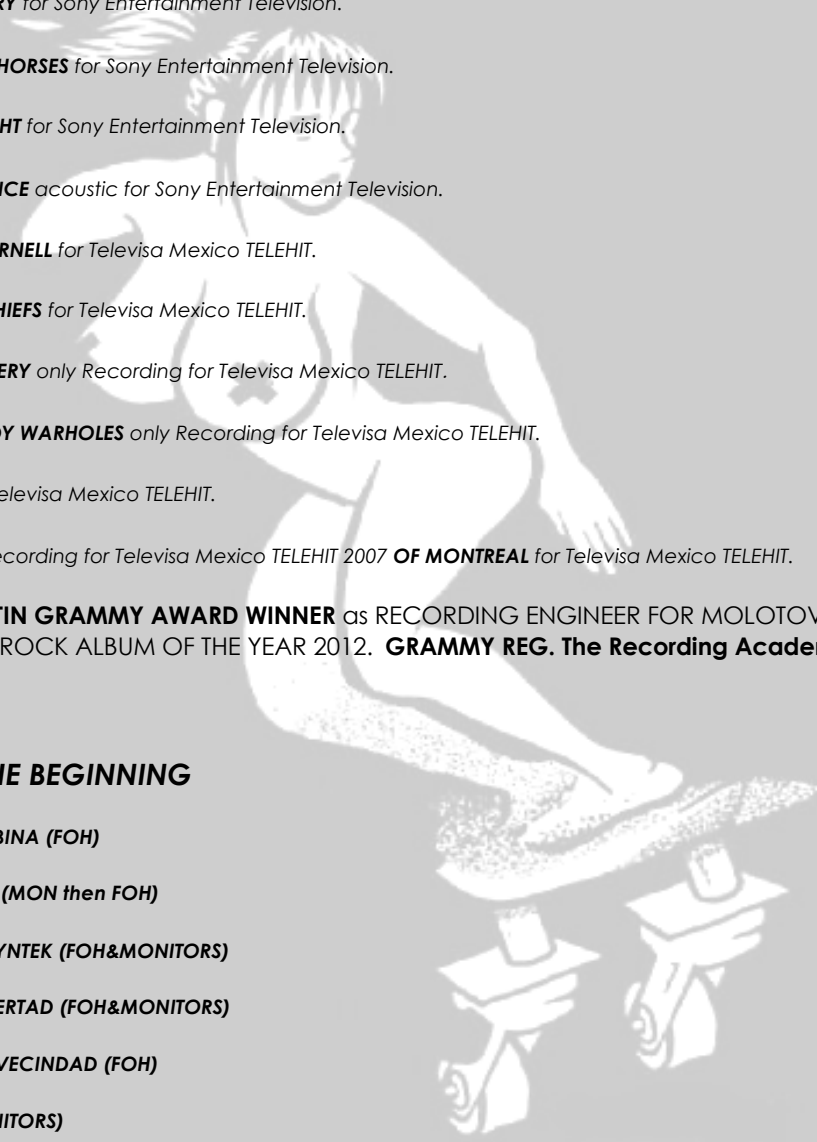 RY for Sony Entertainment Television.
HORSES for Sony Entertainment Television.
HT for Sony Entertainment Television.
NCE acoustic for Sony Entertainment Television.
RNELL for Televisa Mexico TELEHIT.
HIEFS for Televisa Mexico TELEHIT.
ERY only Recording for Televisa Mexico TELEHIT.
DY WARHOLES only Recording for Televisa Mexico TELEHIT.
elevisa Mexico TELEHIT.
ecording for Televisa Mexico TELEHIT 2007 OF MONTREAL for Televisa Mexico TELEHIT.
TIN GRAMMY AWARD WINNER as RECORDING ENGINEER FOR MOLOTOV
ROCK ALBUM OF THE YEAR 2012. GRAMMY REG. The Recording Acade
HE BEGINNING
BINA (FOH)
(MON then FOH)
YNTEK (FOH&MONITORS)
ERTAD (FOH&MONITORS)
VECINDAD (FOH)
NITORS)